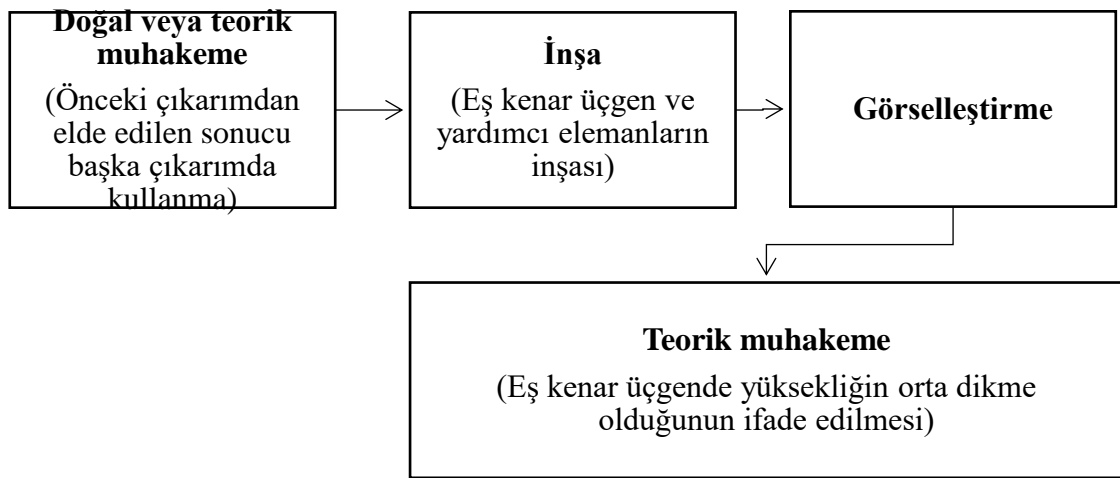 Doğal veya teorik
muhakeme
(Önceki çıkarımdan
elde edilen sonucu
başka çıkarımda
kullanma)
İnşa
(Eş kenar üçgen ve
yardımcı elemanların
inşası)
Görselleştirme
Teorik muhakeme
(Eş kenar üçgende yüksekliğin orta dikme
olduğunun ifade edilmesi)